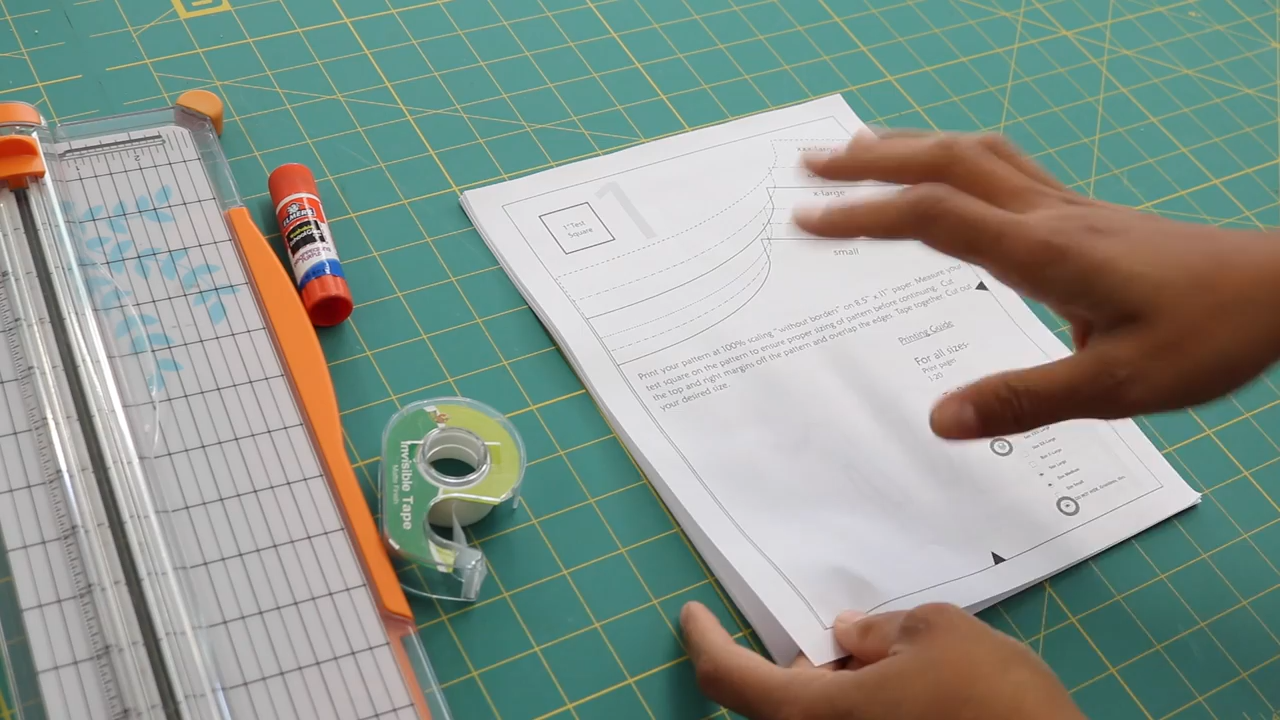 1
1" Test
Square
x-large
small
Print your pattern at 100% scaling "without borders" on 8.5" x 11" paper. Measure your
test square on the pattern to ensure proper sizing of pattern before continuing. Cut
the top and right margins off the pattern and overlap the edges. Tape together. Cut out
your desired size.
Printing Guide
For all sizes-
Print pages
1-20
ELMER'S
Invisible Tape
Matte Finish
2